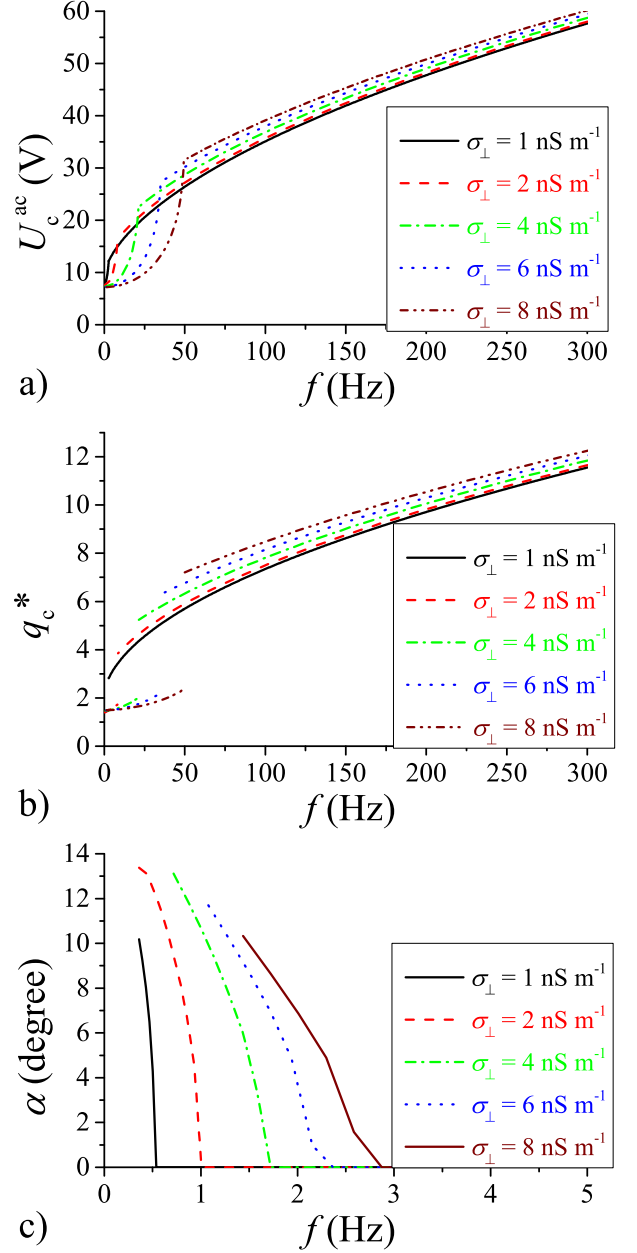 60
50
40
30
20
10
0
U_c^ac (V)
σ⊥ = 1 nS m⁻¹
σ⊥ = 2 nS m⁻¹
σ⊥ = 4 nS m⁻¹
σ⊥ = 6 nS m⁻¹
σ⊥ = 8 nS m⁻¹
0 50 100 150 200 250 300
f (Hz)
a)
12
10
8
6
4
2
0
q_c*
σ⊥ = 1 nS m⁻¹
σ⊥ = 2 nS m⁻¹
σ⊥ = 4 nS m⁻¹
σ⊥ = 6 nS m⁻¹
σ⊥ = 8 nS m⁻¹
0 50 100 150 200 250 300
f (Hz)
b)
14
12
10
8
6
4
2
0
α (degree)
σ⊥ = 1 nS m⁻¹
σ⊥ = 2 nS m⁻¹
σ⊥ = 4 nS m⁻¹
σ⊥ = 6 nS m⁻¹
σ⊥ = 8 nS m⁻¹
0 1 2 3 4 5
f (Hz)
c)